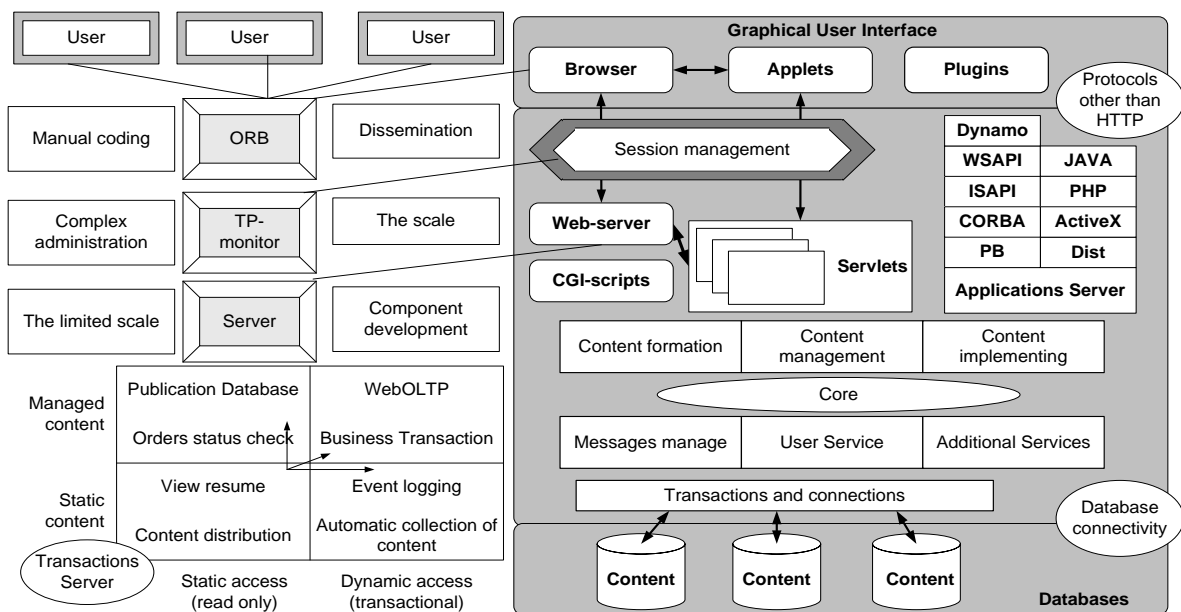 User
User
User
Manual coding
ORB
Dissemination
Complex
administration
TP-
monitor
The scale
The limited scale
Server
Component
development
Managed
content
Publication Database
WebOLTP
Orders status check
Business Transaction
Static
content
View resume
Event logging
Content distribution
Automatic collection of
content
Transactions
Server
Static access
(read only)
Dynamic access
(transactional)
Graphical User Interface
Browser
Applets
Plugins
Protocols
other than
HTTP
Session management
Dynamo
WSAPI
JAVA
ISAPI
PHP
CORBA
ActiveX
PB
Dist
Applications Server
Web-server
CGI-scripts
Servlets
Content formation
Content
management
Content
implementing
Core
Messages manage
User Service
Additional Services
Transactions and connections
Database
connectivity
Content
Content
Content
Databases